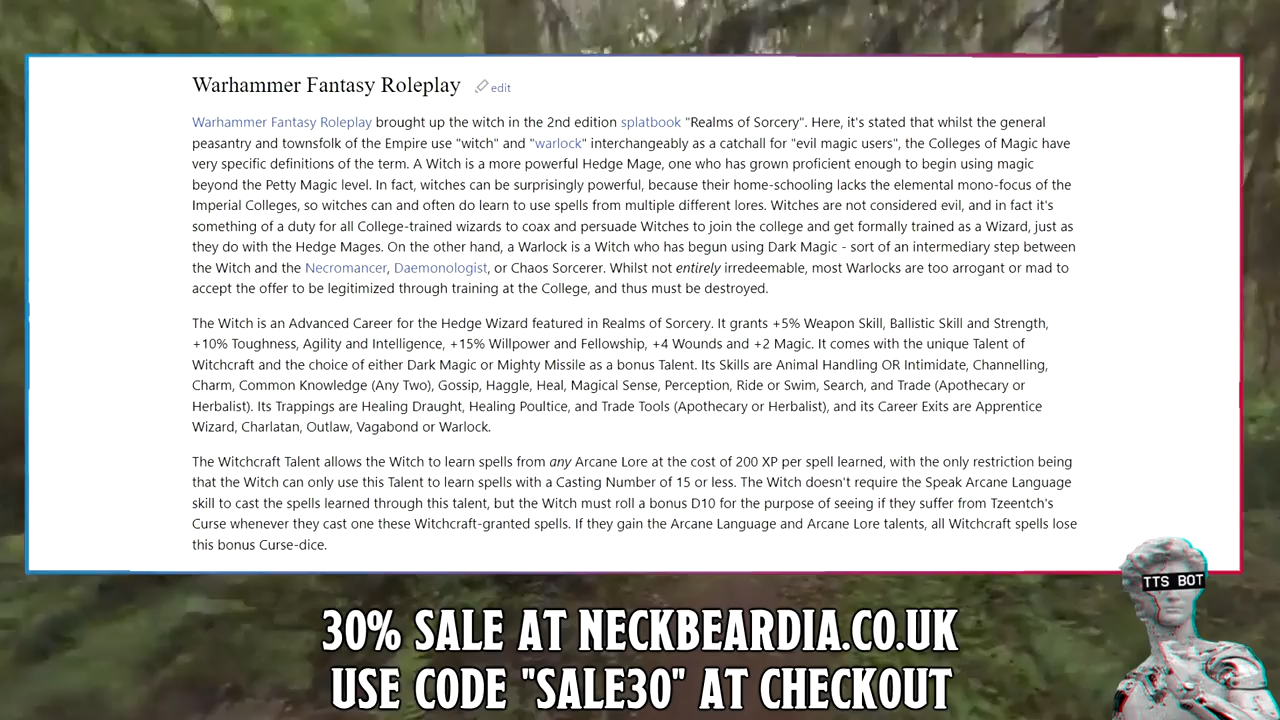 Warhammer Fantasy Roleplay edit
Warhammer Fantasy Roleplay brought up the witch in the 2nd edition splatbook "Realms of Sorcery". Here, it's stated that whilst the general
peasantry and townsfolk of the Empire use "witch" and "warlock" interchangeably as a catchall for "evil magic users", the Colleges of Magic have
very specific definitions of the term. A Witch is a more powerful Hedge Mage, one who has grown proficient enough to begin using magic
beyond the Petty Magic level. In fact, witches can be surprisingly powerful, because their home-schooling lacks the elemental mono-focus of the
Imperial Colleges, so witches can and often do learn to use spells from multiple different lores. Witches are not considered evil, and in fact it's
something of a duty for all College-trained wizards to coax and persuade Witches to join the college and get formally trained as a Wizard, just as
they do with the Hedge Mages. On the other hand, a Warlock is a Witch who has begun using Dark Magic - sort of an intermediary step between
the Witch and the Necromancer, Daemonologist, or Chaos Sorcerer. Whilst not entirely irredeemable, most Warlocks are too arrogant or mad to
accept the offer to be legitimized through training at the College, and thus must be destroyed.
The Witch is an Advanced Career for the Hedge Wizard featured in Realms of Sorcery. It grants +5% Weapon Skill, Ballistic Skill and Strength,
+10% Toughness, Agility and Intelligence, +15% Willpower and Fellowship, +4 Wounds and +2 Magic. It comes with the unique Talent of
Witchcraft and the choice of either Dark Magic or Mighty Missile as a bonus Talent. Its Skills are Animal Handling OR Intimidate, Channelling,
Charm, Common Knowledge (Any Two), Gossip, Haggle, Heal, Magical Sense, Perception, Ride or Swim, Search, and Trade (Apothecary or
Herbalist). Its Trappings are Healing Draught, Healing Poultice, and Trade Tools (Apothecary or Herbalist), and its Career Exits are Apprentice
Wizard, Charlatan, Outlaw, Vagabond or Warlock.
The Witchcraft Talent allows the Witch to learn spells from any Arcane Lore at the cost of 200 XP per spell learned, with the only restriction being
that the Witch can only use this Talent to learn spells with a Casting Number of 15 or less. The Witch doesn't require the Speak Arcane Language
skill to cast the spells learned through this talent, but the Witch must roll a bonus D10 for the purpose of seeing if they suffer from Tzeentch's
Curse whenever they cast one these Witchcraft-granted spells. If they gain the Arcane Language and Arcane Lore talents, all Witchcraft spells lose
this bonus Curse-dice.
TTS BOT
30% SALE AT NECKBEARDIA.CO.UK
USE CODE "SALE30" AT CHECKOUT